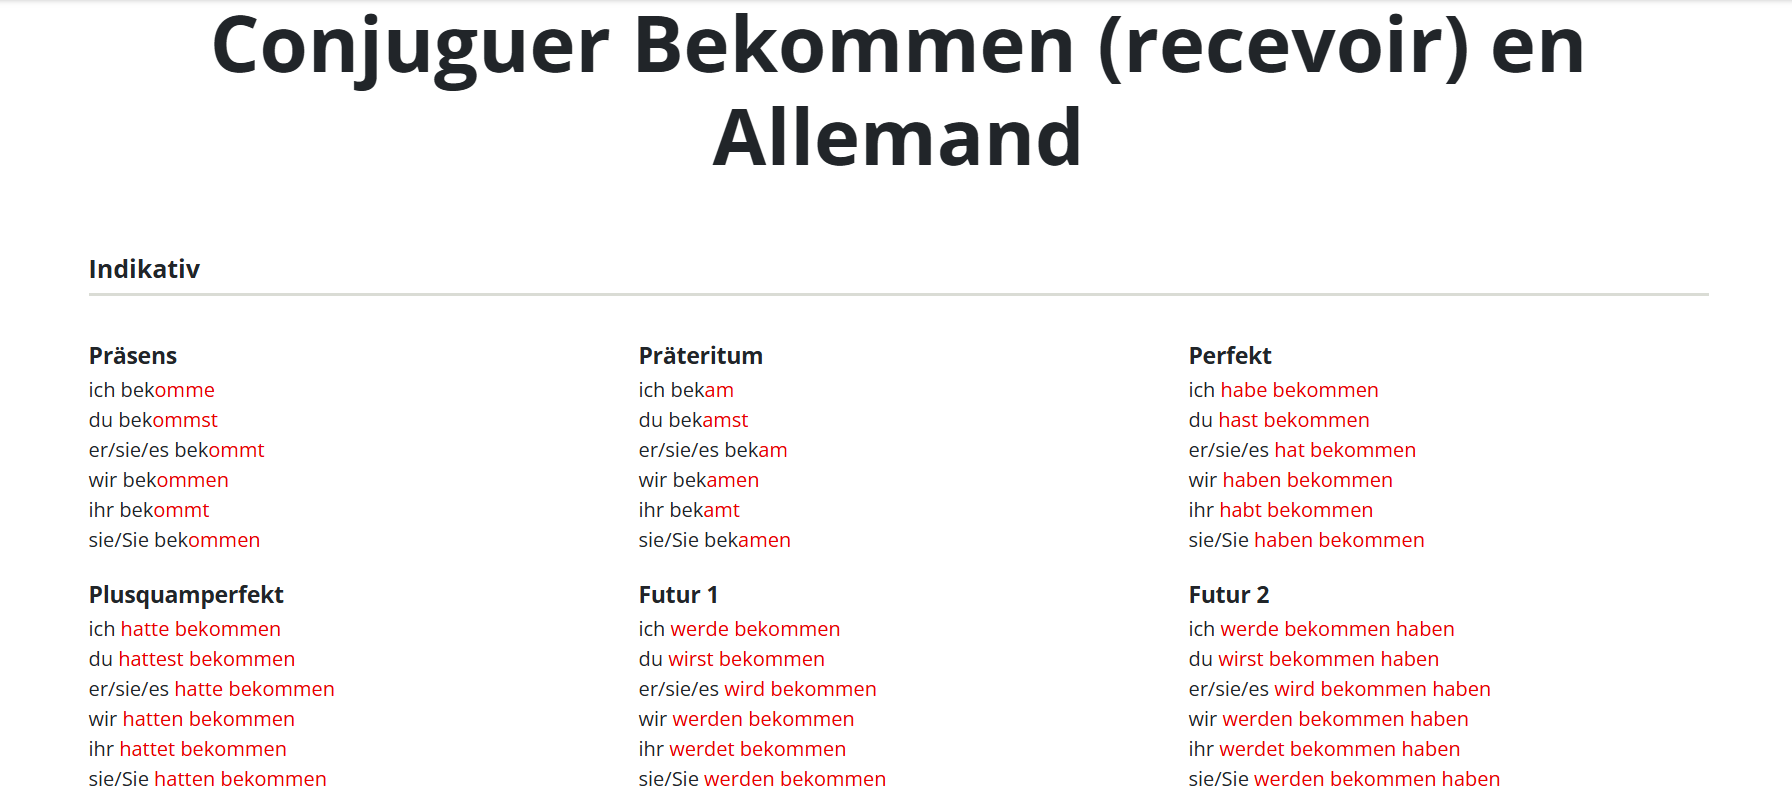 Conjuguer Bekommen (recevoir) en
Allemand
Indikativ
Präsens
ich bekomme
du bekommst
er/sie/es bekommt
wir bekommen
ihr bekommt
sie/Sie bekommen
Präteritum
ich bekam
du bekamst
er/sie/es bekam
wir bekamen
ihr bekamt
sie/Sie bekamen
Perfekt
ich habe bekommen
du hast bekommen
er/sie/es hat bekommen
wir haben bekommen
ihr habt bekommen
sie/Sie haben bekommen
Plusquamperfekt
ich hatte bekommen
du hattest bekommen
er/sie/es hatte bekommen
wir hatten bekommen
ihr hattet bekommen
sie/Sie hatten bekommen
Futur 1
ich werde bekommen
du wirst bekommen
er/sie/es wird bekommen
wir werden bekommen
ihr werdet bekommen
sie/Sie werden bekommen
Futur 2
ich werde bekommen haben
du wirst bekommen haben
er/sie/es wird bekommen haben
wir werden bekommen haben
ihr werdet bekommen haben
sie/Sie werden bekommen haben